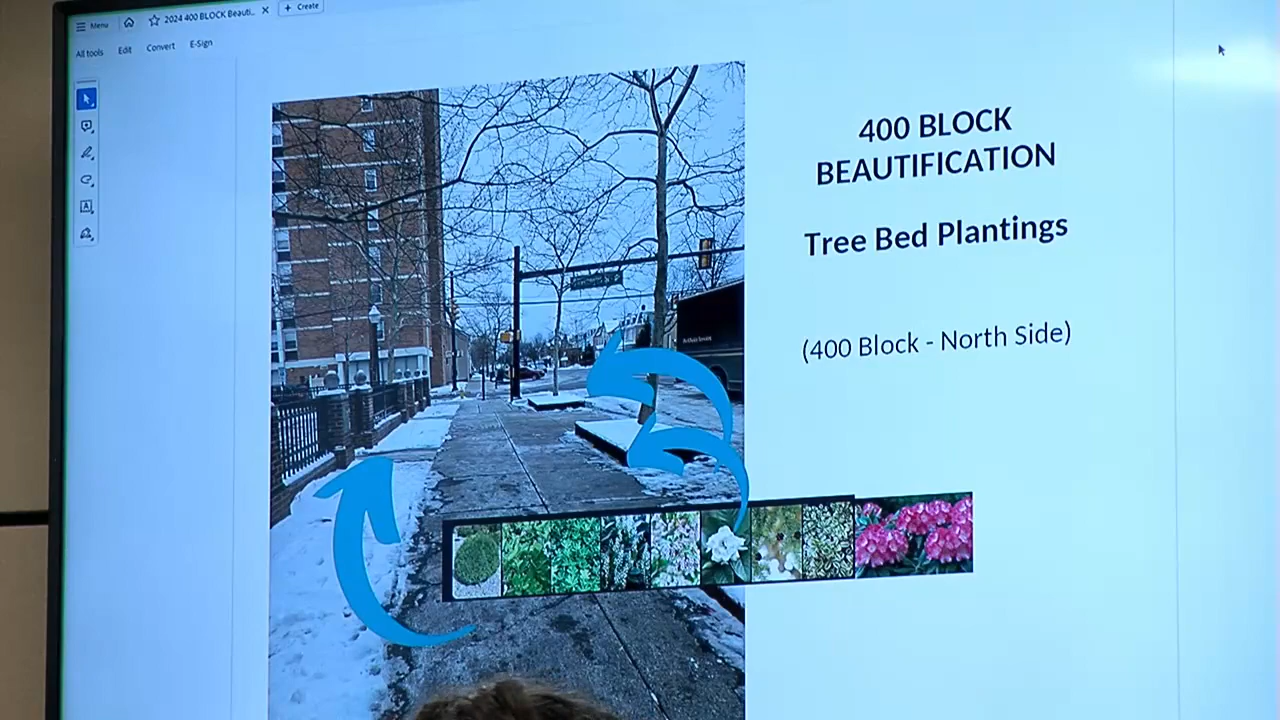 Menu
2024 400 BLOCK Beauti...
+ Create
All tools
Edit
Convert
E-Sign
400 BLOCK
BEAUTIFICATION
Tree Bed Plantings
(400 Block - North Side)